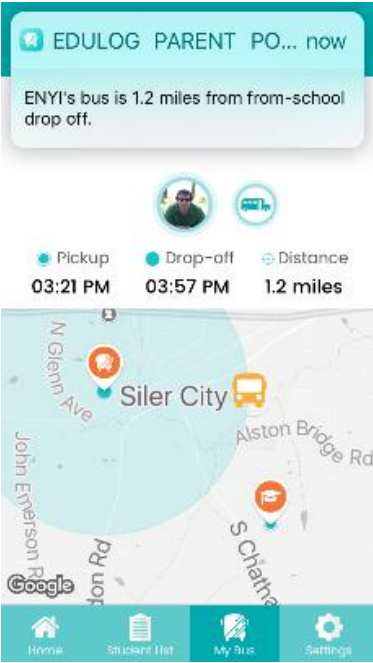 EDULOG PARENT PO... now
ENYI's bus is 1.2 miles from from-school
drop off.
Pickup
Drop-off
Distance
03:21 PM
03:57 PM
1.2 miles
N Glenn Ave
Siler City
Alston Bridge Rd
John Emerson R
don Rd
S Chatha
Google
Home
Student List
My Bus
Settings